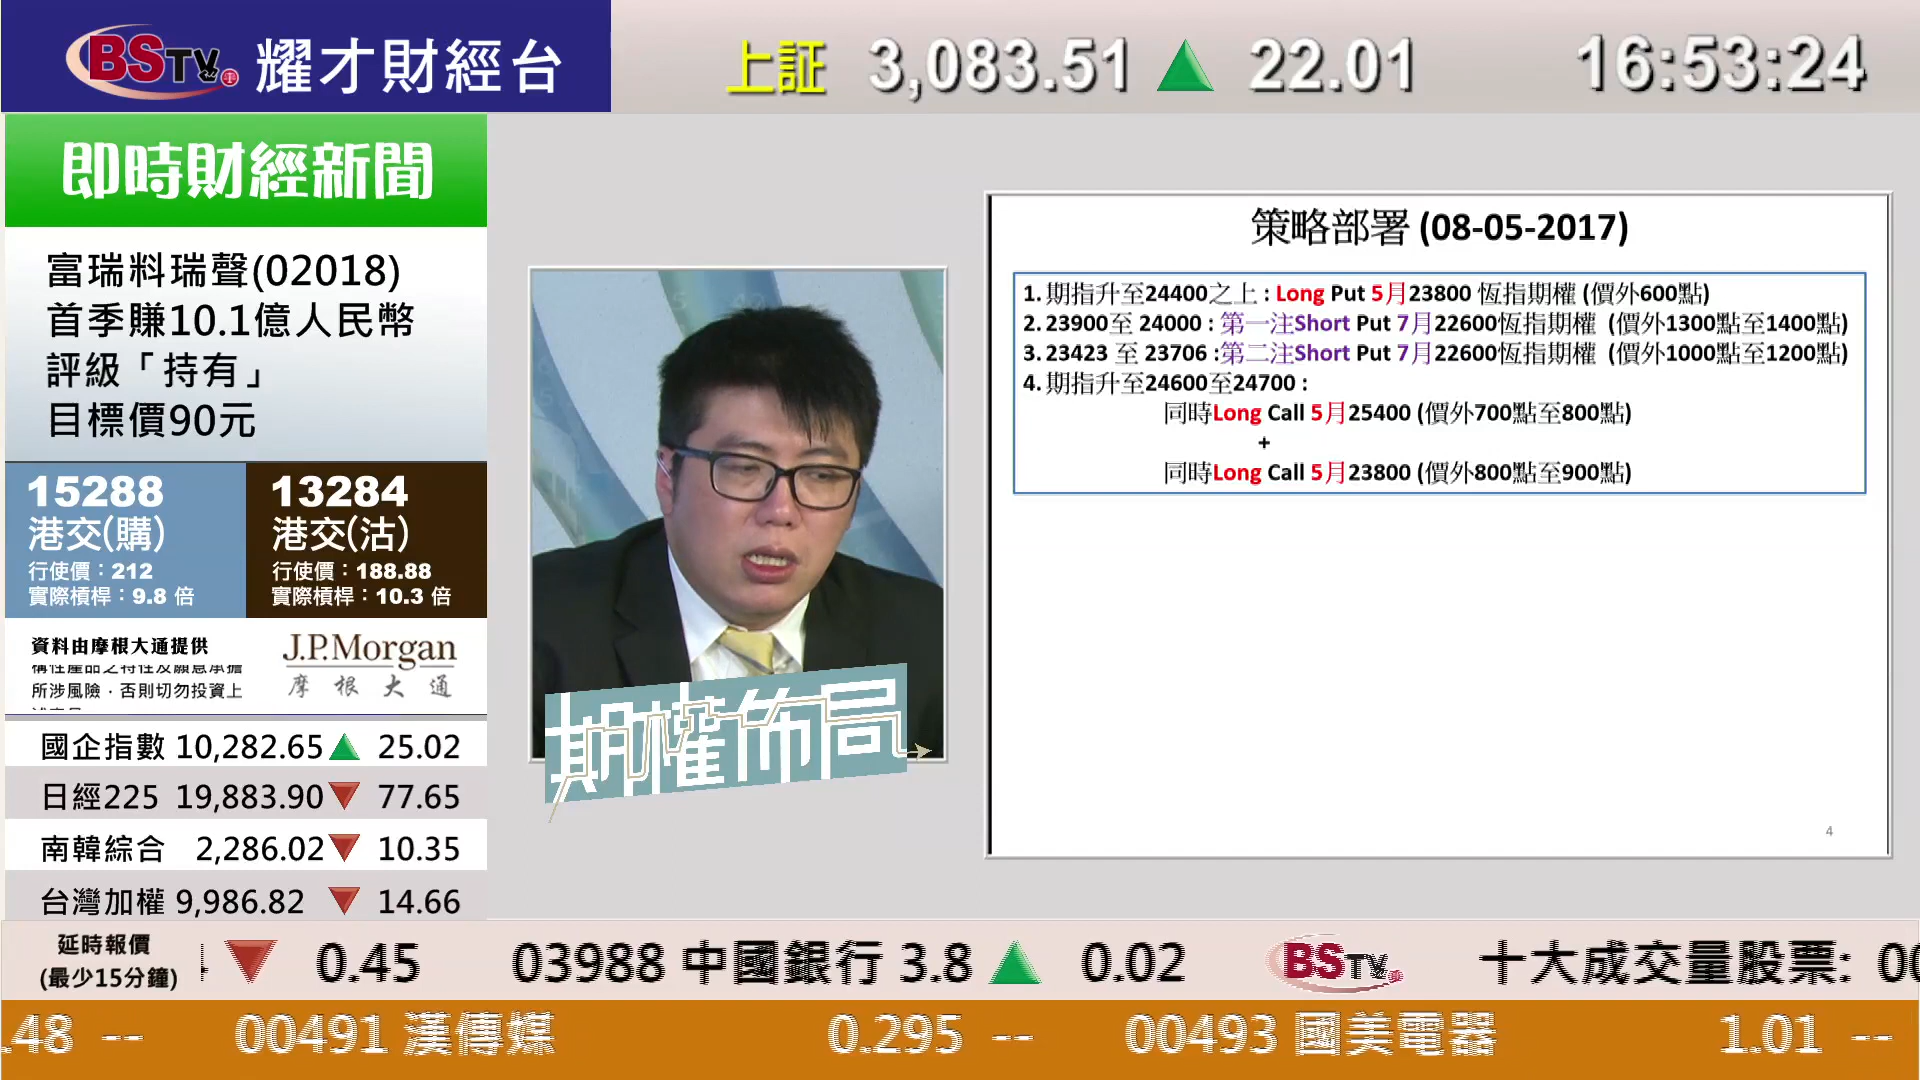 BSTV 耀才財經台
上証 3,083.51 ▲ 22.01 16:53:24
即時財經新聞
富瑞料瑞聲(02018)
首季賺10.1億人民幣
評級「持有」
目標價90元
15288
港交(購)
行使價：212
實際槓桿：9.8 倍
13284
港交(沽)
行使價：188.88
實際槓桿：10.3 倍
資料由摩根大通提供
構性產品之特性及願意承擔
所涉風險，否則切勿投資上
J.P.Morgan
摩根大通
國企指數 10,282.65 ▲ 25.02
日經225 19,883.90 ▼ 77.65
南韓綜合 2,286.02 ▼ 10.35
台灣加權 9,986.82 ▼ 14.66
期權佈局
策略部署 (08-05-2017)
1. 期指升至24400之上 : Long Put 5月23800 恆指期權 (價外600點)
2. 23900至 24000 : 第一注Short Put 7月22600恆指期權 (價外1300點至1400點)
3. 23423 至 23706 :第二注Short Put 7月22600恆指期權 (價外1000點至1200點)
4. 期指升至24600至24700 :
同時Long Call 5月25400 (價外700點至800點)
+
同時Long Call 5月23800 (價外800點至900點)
4
延時報價
(最少15分鐘)
▼ 0.45 03988 中國銀行 3.8 ▲ 0.02 BSTV 十大成交量股票: 00
.48 -- 00491 漢傳媒 0.295 -- 00493 國美電器 1.01 --